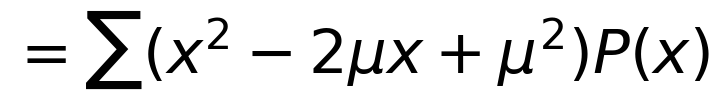 = ∑(x² − 2μx + μ²)P(x)